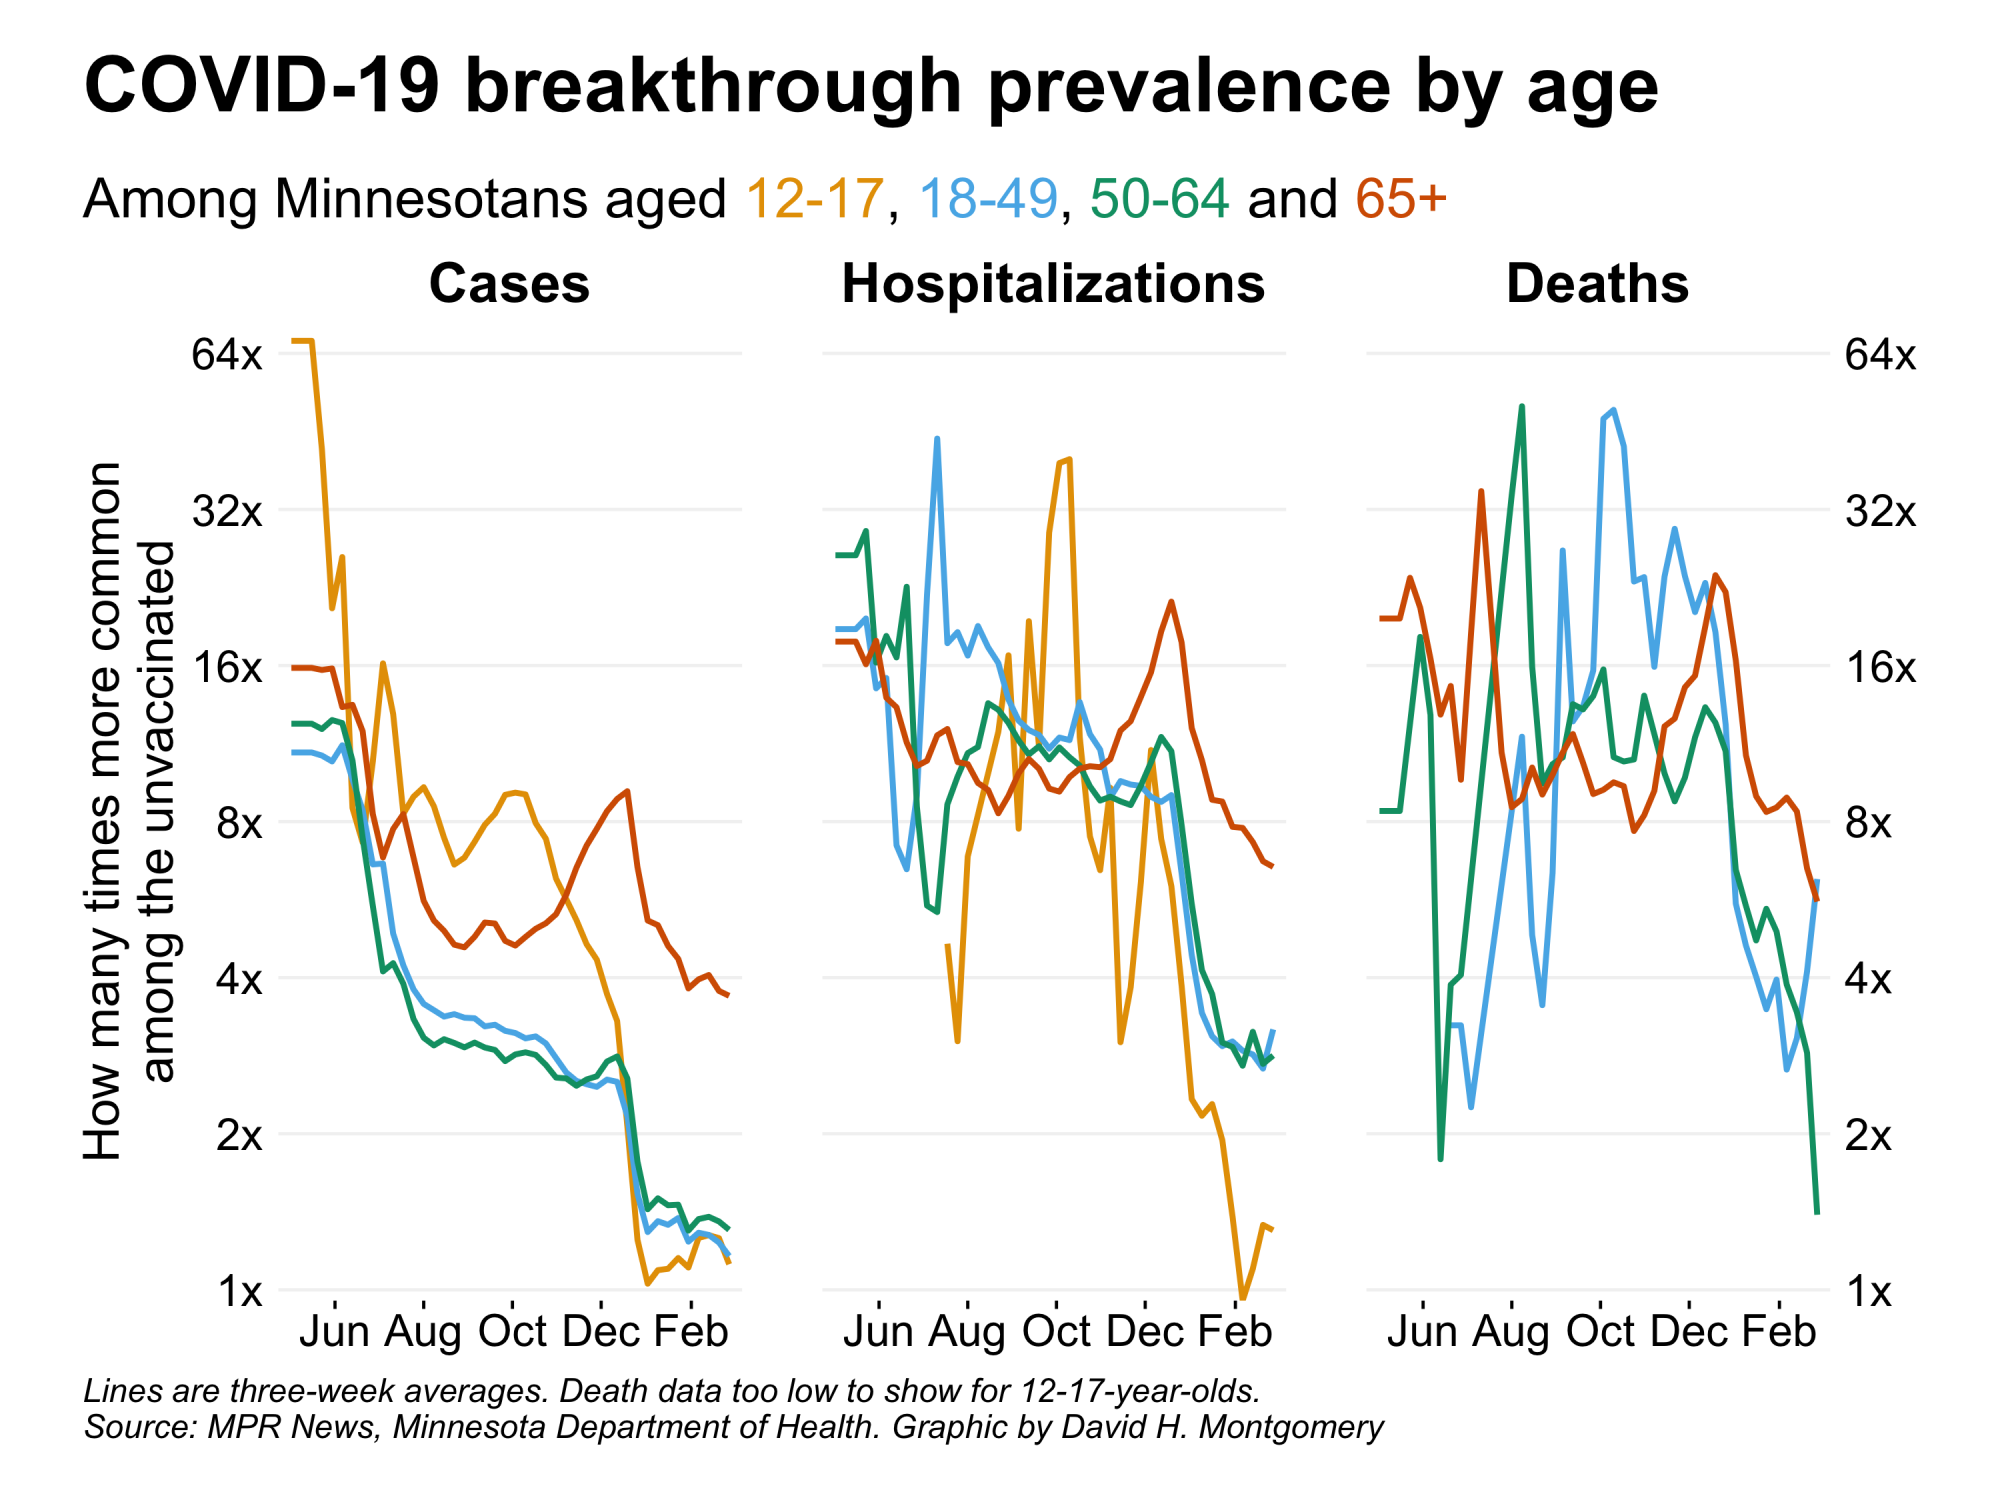 COVID-19 breakthrough prevalence by age
Among Minnesotans aged 12-17, 18-49, 50-64 and 65+
Cases
Hospitalizations
Deaths
How many times more common
among the unvaccinated
64x
32x
16x
8x
4x
2x
1x
64x
32x
16x
8x
4x
2x
1x
Jun Aug Oct Dec Feb
Jun Aug Oct Dec Feb
Jun Aug Oct Dec Feb
Lines are three-week averages. Death data too low to show for 12-17-year-olds.
Source: MPR News, Minnesota Department of Health. Graphic by David H. Montgomery